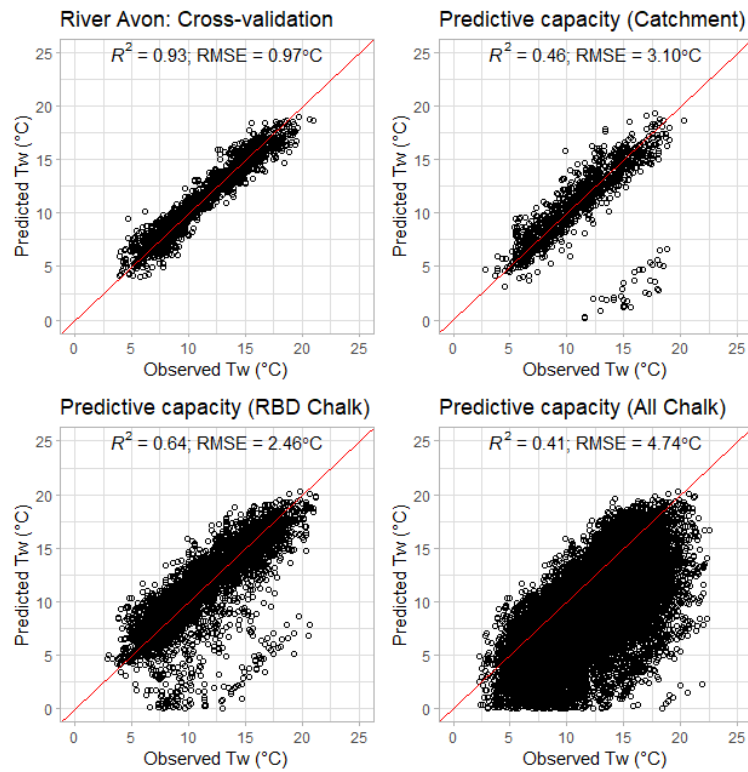 River Avon: Cross-validation
R² = 0.93; RMSE = 0.97°C
25
20
15
10
5
0
Predicted Tw (°C)
0 5 10 15 20 25
Observed Tw (°C)
Predictive capacity (Catchment)
R² = 0.46; RMSE = 3.10°C
25
20
15
10
5
0
Predicted Tw (°C)
0 5 10 15 20 25
Observed Tw (°C)
Predictive capacity (RBD Chalk)
R² = 0.64; RMSE = 2.46°C
25
20
15
10
5
0
Predicted Tw (°C)
0 5 10 15 20 25
Observed Tw (°C)
Predictive capacity (All Chalk)
R² = 0.41; RMSE = 4.74°C
25
20
15
10
5
0
Predicted Tw (°C)
0 5 10 15 20 25
Observed Tw (°C)